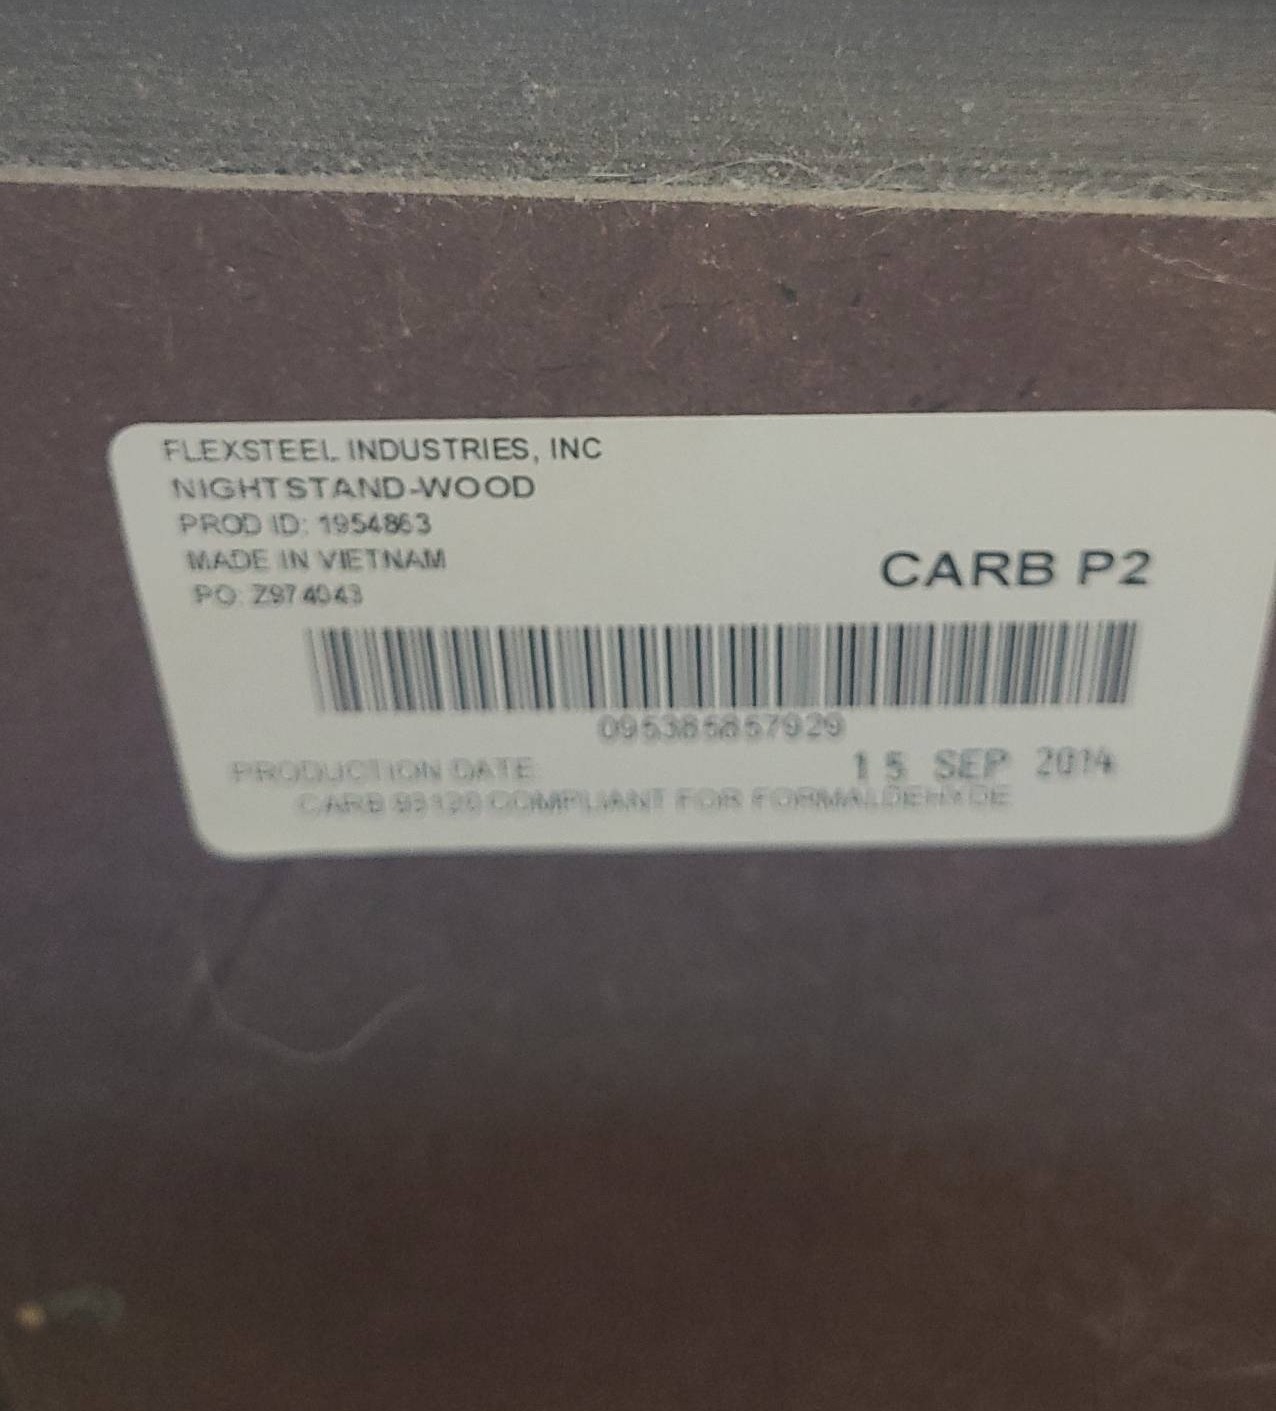 FLEXSTEEL INDUSTRIES, INC
NIGHTSTAND-WOOD
PROD ID: 1954863
MADE IN VIETNAM
PO: Z974043
CARB P2
095385857929
PRODUCTION DATE 15 SEP 2014
CARB 93120 COMPLIANT FOR FORMALDEHYDE